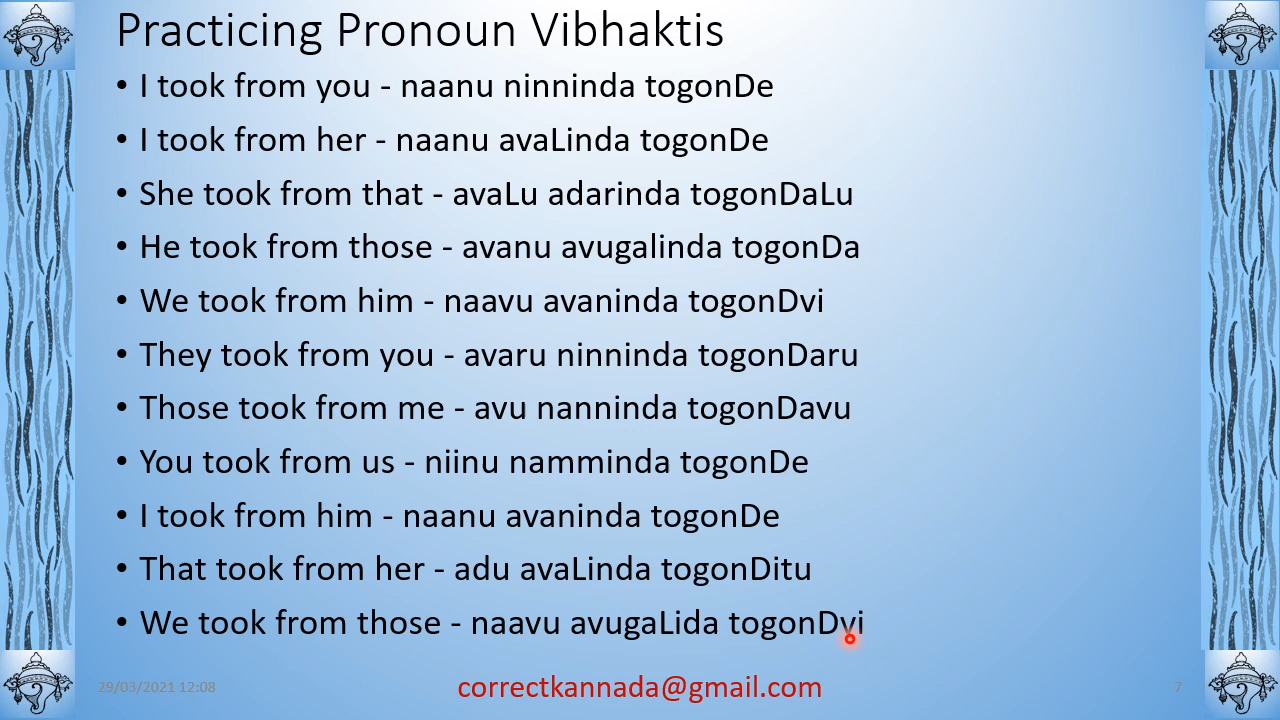 Practicing Pronoun Vibhaktis
• I took from you - naanu ninninda togonDe
• I took from her - naanu avaLinda togonDe
• She took from that - avaLu adarinda togonDaLu
• He took from those - avanu avugalinda togonDa
• We took from him - naavu avaninda togonDvi
• They took from you - avaru ninninda togonDaru
• Those took from me - avu nanninda togonDavu
• You took from us - niinu namminda togonDe
• I took from him - naanu avaninda togonDe
• That took from her - adu avaLinda togonDitu
• We took from those - naavu avugaLida togonDvi
29/03/2021 12:08
correctkannada@gmail.com
7